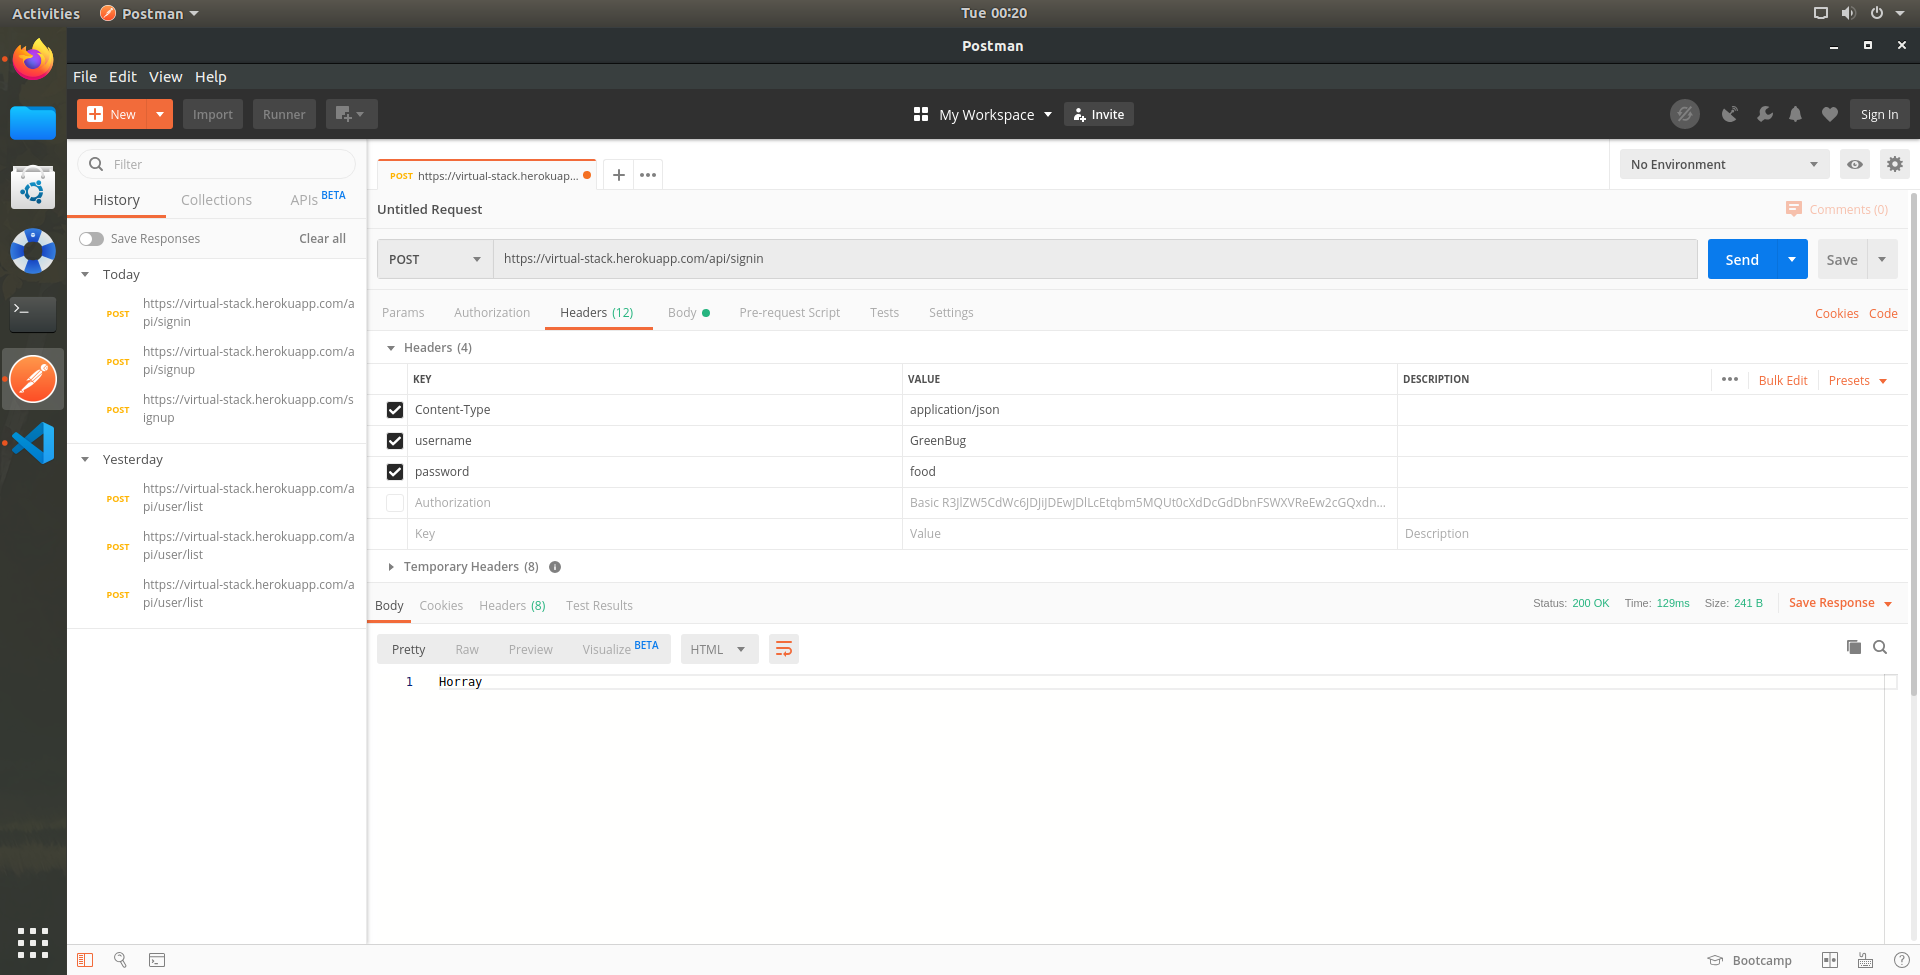 Activities
Postman
Tue 00:20
Postman
File Edit View Help
New
Import
Runner
My Workspace
Invite
Sign In
Filter
History
Collections
APIs BETA
Save Responses
Clear all
Today
POST https://virtual-stack.herokuapp.com/a
pi/signin
POST https://virtual-stack.herokuapp.com/a
pi/signup
POST https://virtual-stack.herokuapp.com/s
ignup
Yesterday
POST https://virtual-stack.herokuapp.com/a
pi/user/list
POST https://virtual-stack.herokuapp.com/a
pi/user/list
POST https://virtual-stack.herokuapp.com/a
pi/user/list
POST https://virtual-stack.herokuap...
No Environment
Untitled Request
Comments (0)
POST
https://virtual-stack.herokuapp.com/api/signin
Send
Save
Params Authorization Headers (12) Body Pre-request Script Tests Settings
Cookies Code
Headers (4)
KEY VALUE DESCRIPTION
Bulk Edit Presets
Content-Type application/json
username GreenBug
password food
Authorization Basic
Key Value Description
Temporary Headers (8)
Body Cookies Headers (8) Test Results
Status: 200 OK Time: 129ms Size: 241 B
Save Response
Pretty Raw Preview Visualize BETA
HTML
1 Horray
Bootcamp